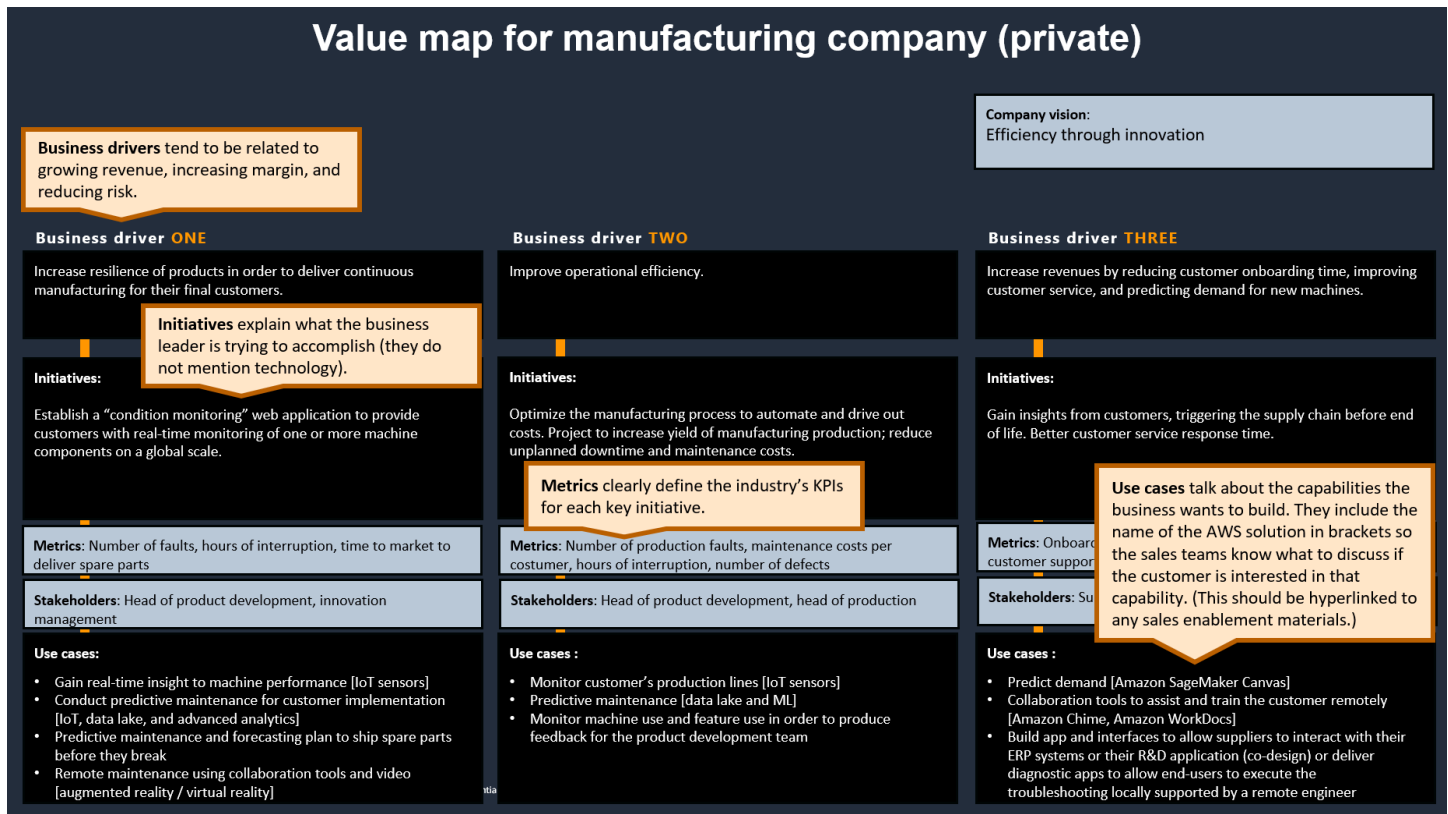 Value map for manufacturing company (private)
Company vision:
Efficiency through innovation
Business drivers tend to be related to
growing revenue, increasing margin, and
reducing risk.
Business driver ONE
Increase resilience of products in order to deliver continuous
manufacturing for their final customers.
Initiatives explain what the business
leader is trying to accomplish (they do
not mention technology).
Initiatives:
Establish a “condition monitoring” web application to provide
customers with real-time monitoring of one or more machine
components on a global scale.
Metrics: Number of faults, hours of interruption, time to market to
deliver spare parts
Stakeholders: Head of product development, innovation
management
Use cases:
• Gain real-time insight to machine performance [IoT sensors]
• Conduct predictive maintenance for customer implementation
[IoT, data lake, and advanced analytics]
• Predictive maintenance and forecasting plan to ship spare parts
before they break
• Remote maintenance using collaboration tools and video
[augmented reality / virtual reality]
Business driver TWO
Improve operational efficiency.
Initiatives:
Optimize the manufacturing process to automate and drive out
costs. Project to increase yield of manufacturing production; reduce
unplanned downtime and maintenance costs.
Metrics clearly define the industry’s KPIs
for each key initiative.
Metrics: Number of production faults, maintenance costs per
costumer, hours of interruption, number of defects
Stakeholders: Head of product development, head of production
Use cases :
• Monitor customer’s production lines [IoT sensors]
• Predictive maintenance [data lake and ML]
• Monitor machine use and feature use in order to produce
feedback for the product development team
Business driver THREE
Increase revenues by reducing customer onboarding time, improving
customer service, and predicting demand for new machines.
Initiatives:
Gain insights from customers, triggering the supply chain before end
of life. Better customer service response time.
Use cases talk about the capabilities the
business wants to build. They include the
name of the AWS solution in brackets so
the sales teams know what to discuss if
the customer is interested in that
capability. (This should be hyperlinked to
any sales enablement materials.)
Metrics:
customer
Stakeholders:
Use cases :
• Predict demand [Amazon SageMaker Canvas]
• Collaboration tools to assist and train the customer remotely
[Amazon Chime, Amazon WorkDocs]
• Build app and interfaces to allow suppliers to interact with their
ERP systems or their R&D application (co-design) or deliver
diagnostic apps to allow end-users to execute the
troubleshooting locally supported by a remote engineer